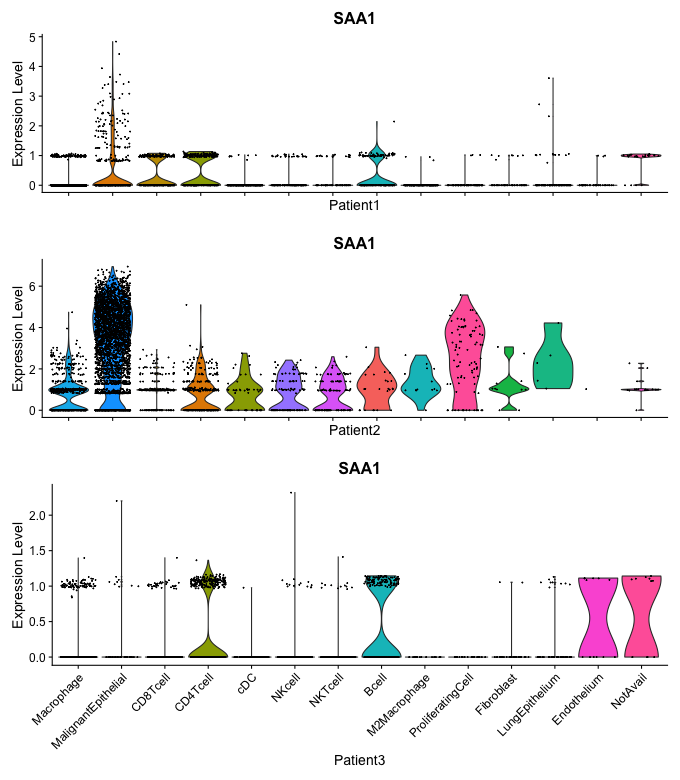 SAA1
Expression Level
5
4
3
2
1
0
Patient1
SAA1
Expression Level
6
4
2
0
Patient2
SAA1
Expression Level
2.0
1.5
1.0
0.5
0.0
Macrophage
MalignantEpithelial
CD8Tcell
CD4Tcell
cDC
NKcell
NKTcell
Bcell
M2Macrophage
ProliferatingCell
Fibroblast
LungEpithelium
Endothelium
NotAvail
Patient3